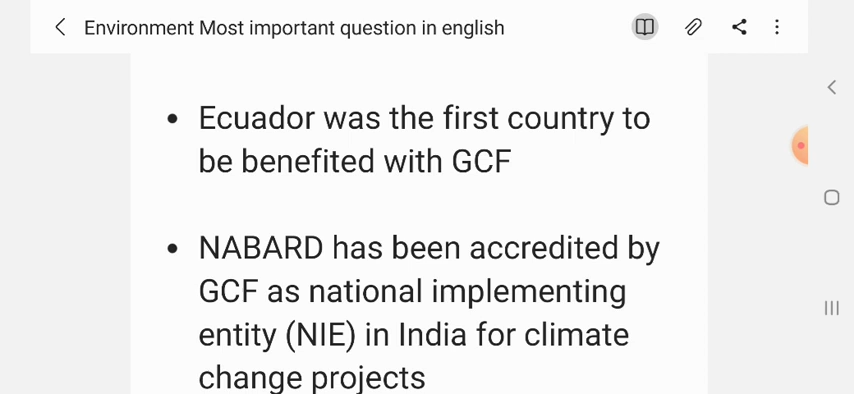 Environment Most important question in english
• Ecuador was the first country to
be benefited with GCF
• NABARD has been accredited by
GCF as national implementing
entity (NIE) in India for climate
change projects